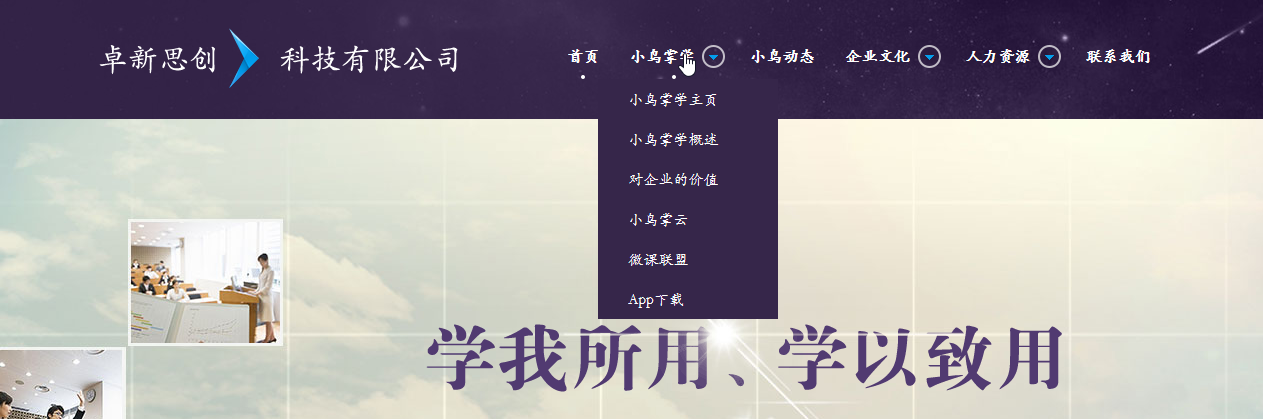 卓新思创 科技有限公司
首页 小鸟掌学 小鸟动态 企业文化 人力资源 联系我们
小鸟掌学主页
小鸟掌学概述
对企业的价值
小鸟掌云
微课联盟
App下载
学我所用、学以致用